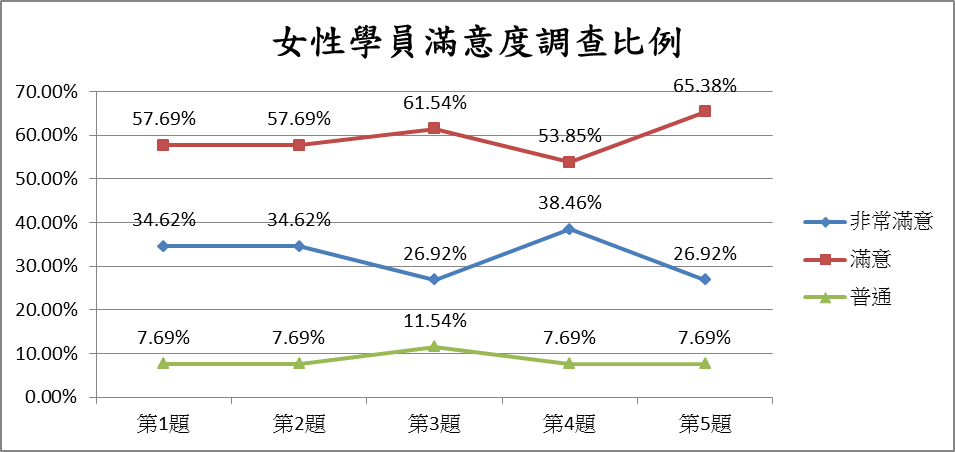 女性學員滿意度調查比例
70.00%
60.00%
50.00%
40.00%
30.00%
20.00%
10.00%
0.00%
57.69% 57.69% 61.54% 53.85% 65.38%
34.62% 34.62% 26.92% 38.46% 26.92%
7.69% 7.69% 11.54% 7.69% 7.69%
第1題 第2題 第3題 第4題 第5題
非常滿意
滿意
普通